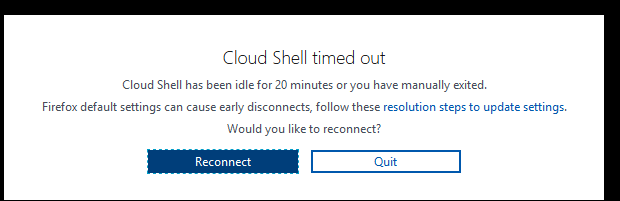 Cloud Shell timed out
Cloud Shell has been idle for 20 minutes or you have manually exited.
Firefox default settings can cause early disconnects, follow these resolution steps to update settings.
Would you like to reconnect?
Reconnect
Quit